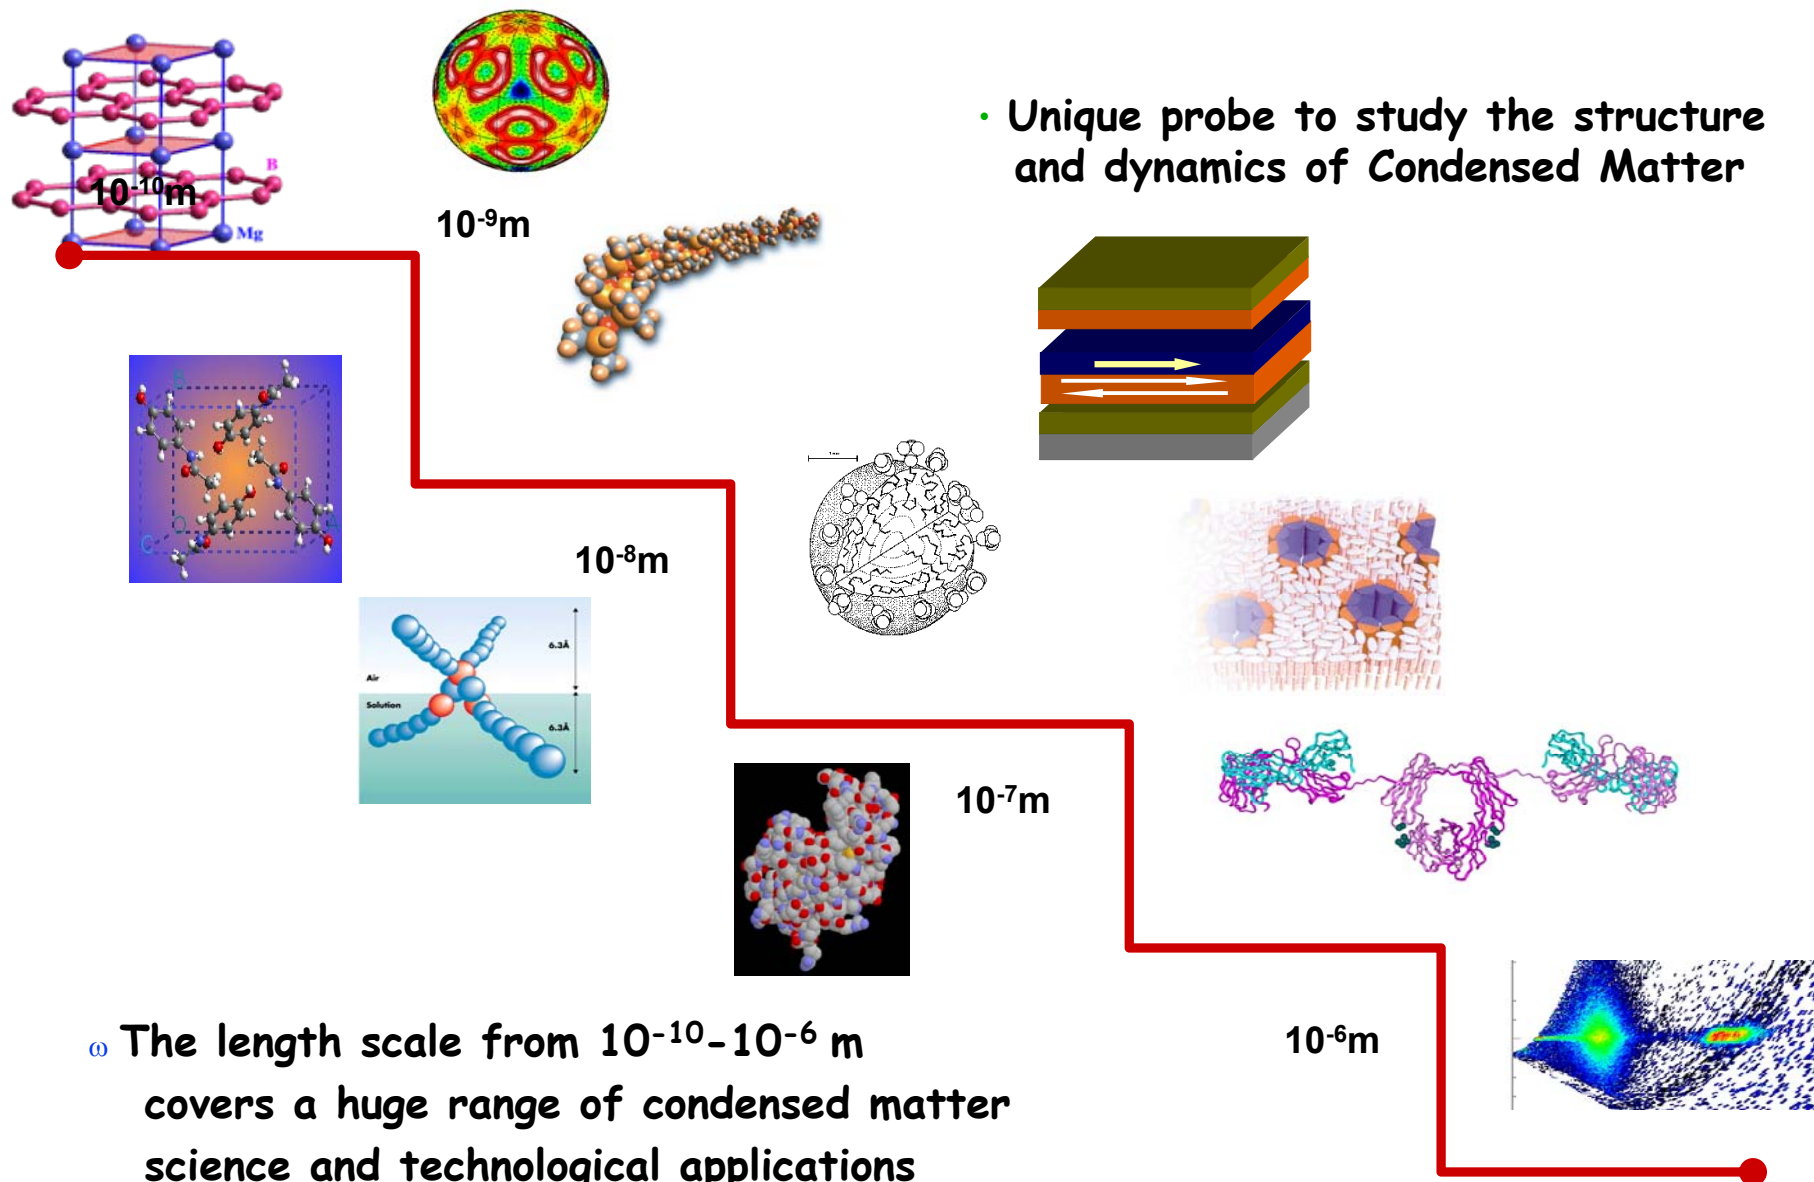 B
10⁻¹⁰m
Mg
10⁻⁹m
• Unique probe to study the structure
and dynamics of Condensed Matter
B
O
C
A
10⁻⁸m
6.3Å
Air
Solution
6.3Å
10⁻⁷m
10⁻⁶m
ω The length scale from 10⁻¹⁰-10⁻⁶ m
covers a huge range of condensed matter
science and technological applications